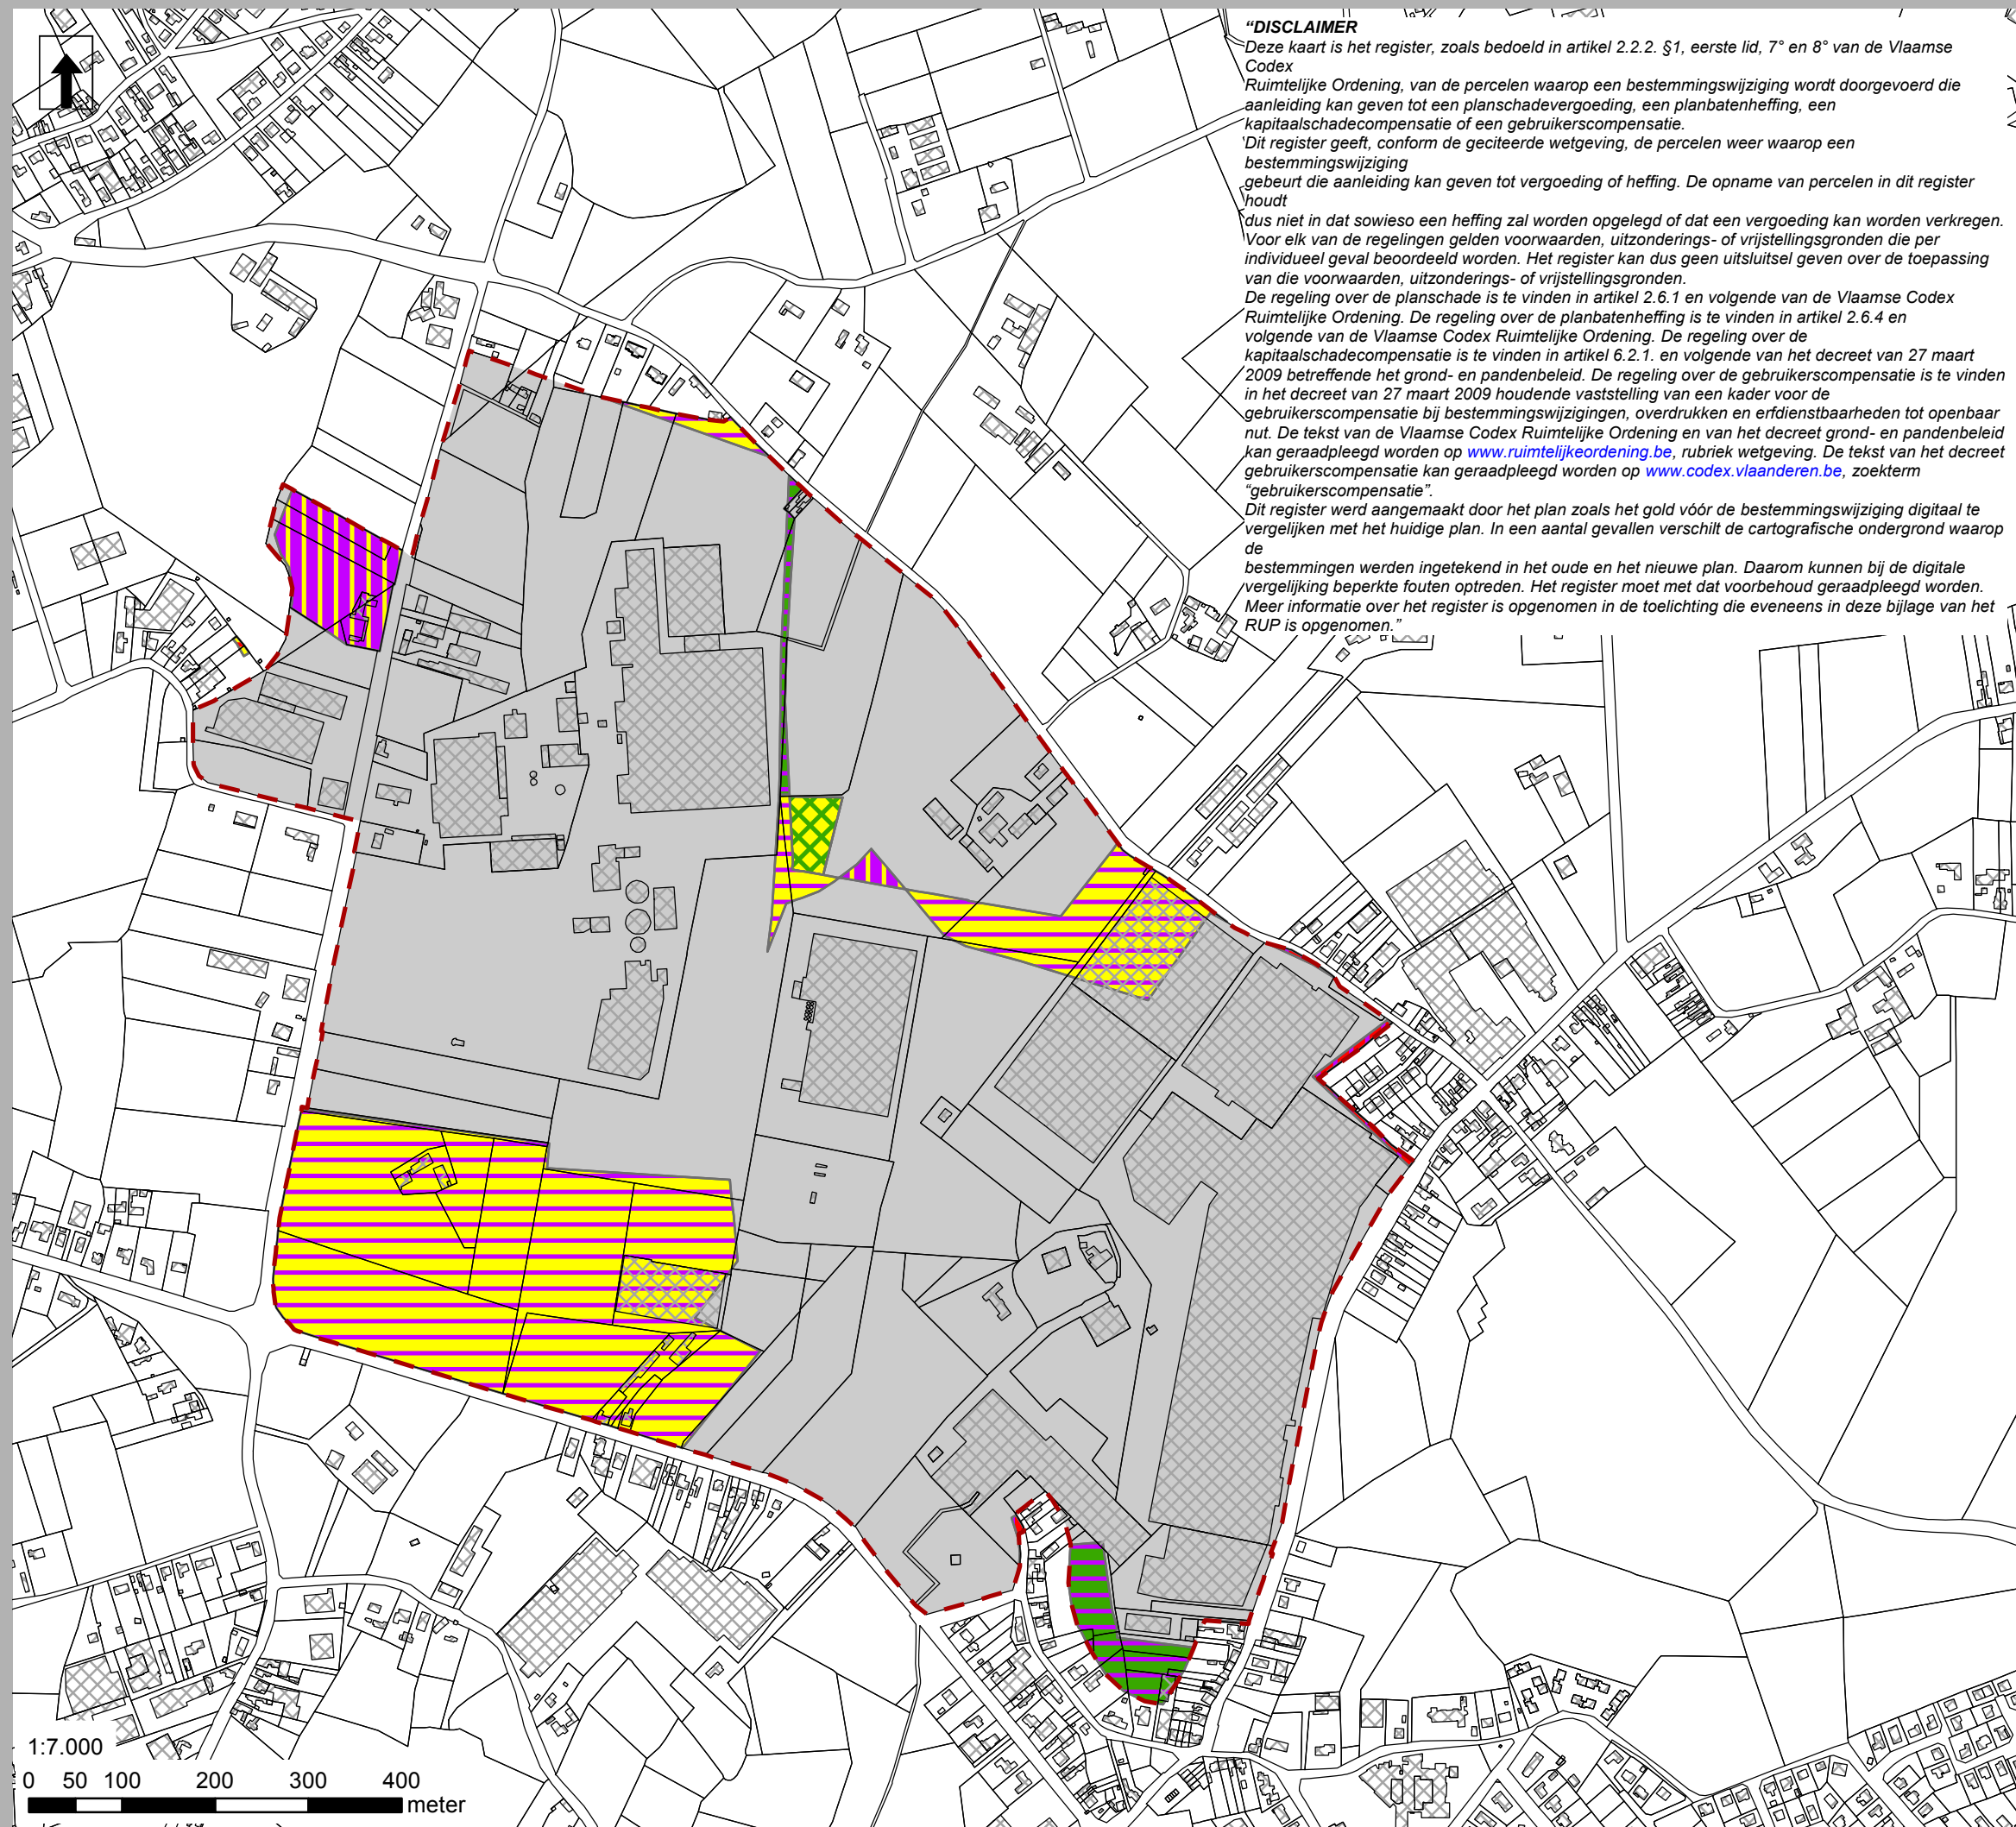 “DISCLAIMER
Deze kaart is het register, zoals bedoeld in artikel 2.2.2. §1, eerste lid, 7° en 8° van de Vlaamse
Codex
Ruimtelijke Ordening, van de percelen waarop een bestemmingswijziging wordt doorgevoerd die
aanleiding kan geven tot een planschadevergoeding, een planbatenheffing, een
kapitaalschadecompensatie of een gebruikerscompensatie.
Dit register geeft, conform de geciteerde wetgeving, de percelen weer waarop een
bestemmingswijziging
gebeurt die aanleiding kan geven tot vergoeding of heffing. De opname van percelen in dit register
houdt
dus niet in dat sowieso een heffing zal worden opgelegd of dat een vergoeding kan worden verkregen.
Voor elk van de regelingen gelden voorwaarden, uitzonderings- of vrijstellingsgronden die per
individueel geval beoordeeld worden. Het register kan dus geen uitsluitsel geven over de toepassing
van die voorwaarden, uitzonderings- of vrijstellingsgronden.
De regeling over de planschade is te vinden in artikel 2.6.1 en volgende van de Vlaamse Codex
Ruimtelijke Ordening. De regeling over de planbatenheffing is te vinden in artikel 2.6.4 en
volgende van de Vlaamse Codex Ruimtelijke Ordening. De regeling over de
kapitaalschadecompensatie is te vinden in artikel 6.2.1. en volgende van het decreet van 27 maart
2009 betreffende het grond- en pandenbeleid. De regeling over de gebruikerscompensatie is te vinden
in het decreet van 27 maart 2009 houdende vaststelling van een kader voor de
gebruikerscompensatie bij bestemmingswijzigingen, overdrukken en erfdienstbaarheden tot openbaar
nut. De tekst van de Vlaamse Codex Ruimtelijke Ordening en van het decreet grond- en pandenbeleid
kan geraadpleegd worden op www.ruimtelijkeordening.be, rubriek wetgeving. De tekst van het decreet
gebruikerscompensatie kan geraadpleegd worden op www.codex.vlaanderen.be, zoekterm
“gebruikerscompensatie”.
Dit register werd aangemaakt door het plan zoals het gold vóór de bestemmingswijziging digitaal te
vergelijken met het huidige plan. In een aantal gevallen verschilt de cartografische ondergrond waarop
de
bestemmingen werden ingetekend in het oude en het nieuwe plan. Daarom kunnen bij de digitale
vergelijking beperkte fouten optreden. Het register moet met dat voorbehoud geraadpleegd worden.
Meer informatie over het register is opgenomen in de toelichting die eveneens in deze bijlage van het
RUP is opgenomen.”
1:7.000
0 50 100 200 300 400
meter